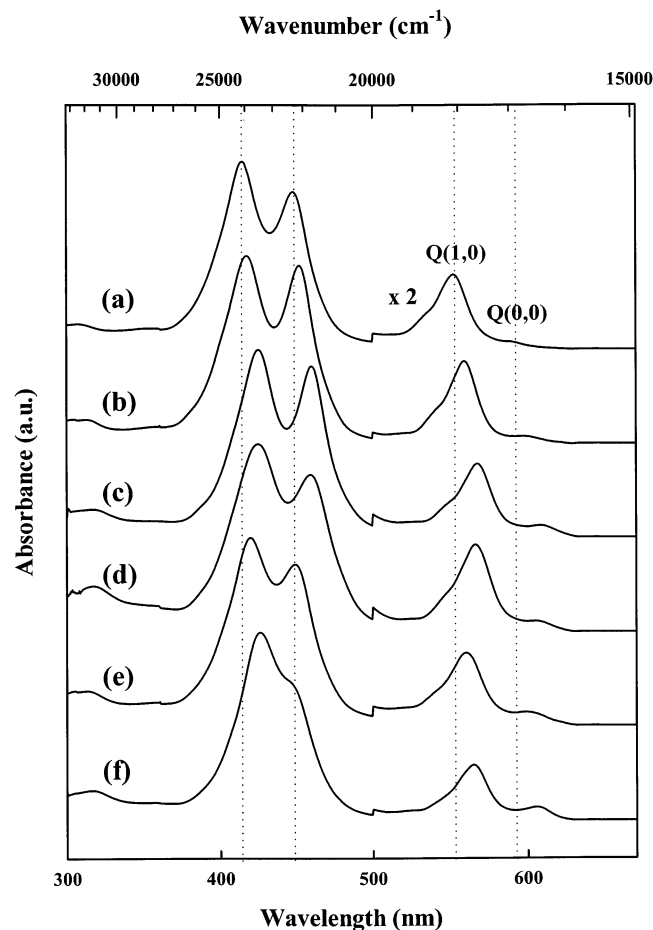 Wavenumber (cm-1)
30000 25000 20000 15000
Q(1,0)
x 2
Q(0,0)
(a)
(b)
(c)
(d)
(e)
(f)
Absorbance (a.u.)
300 400 500 600
Wavelength (nm)